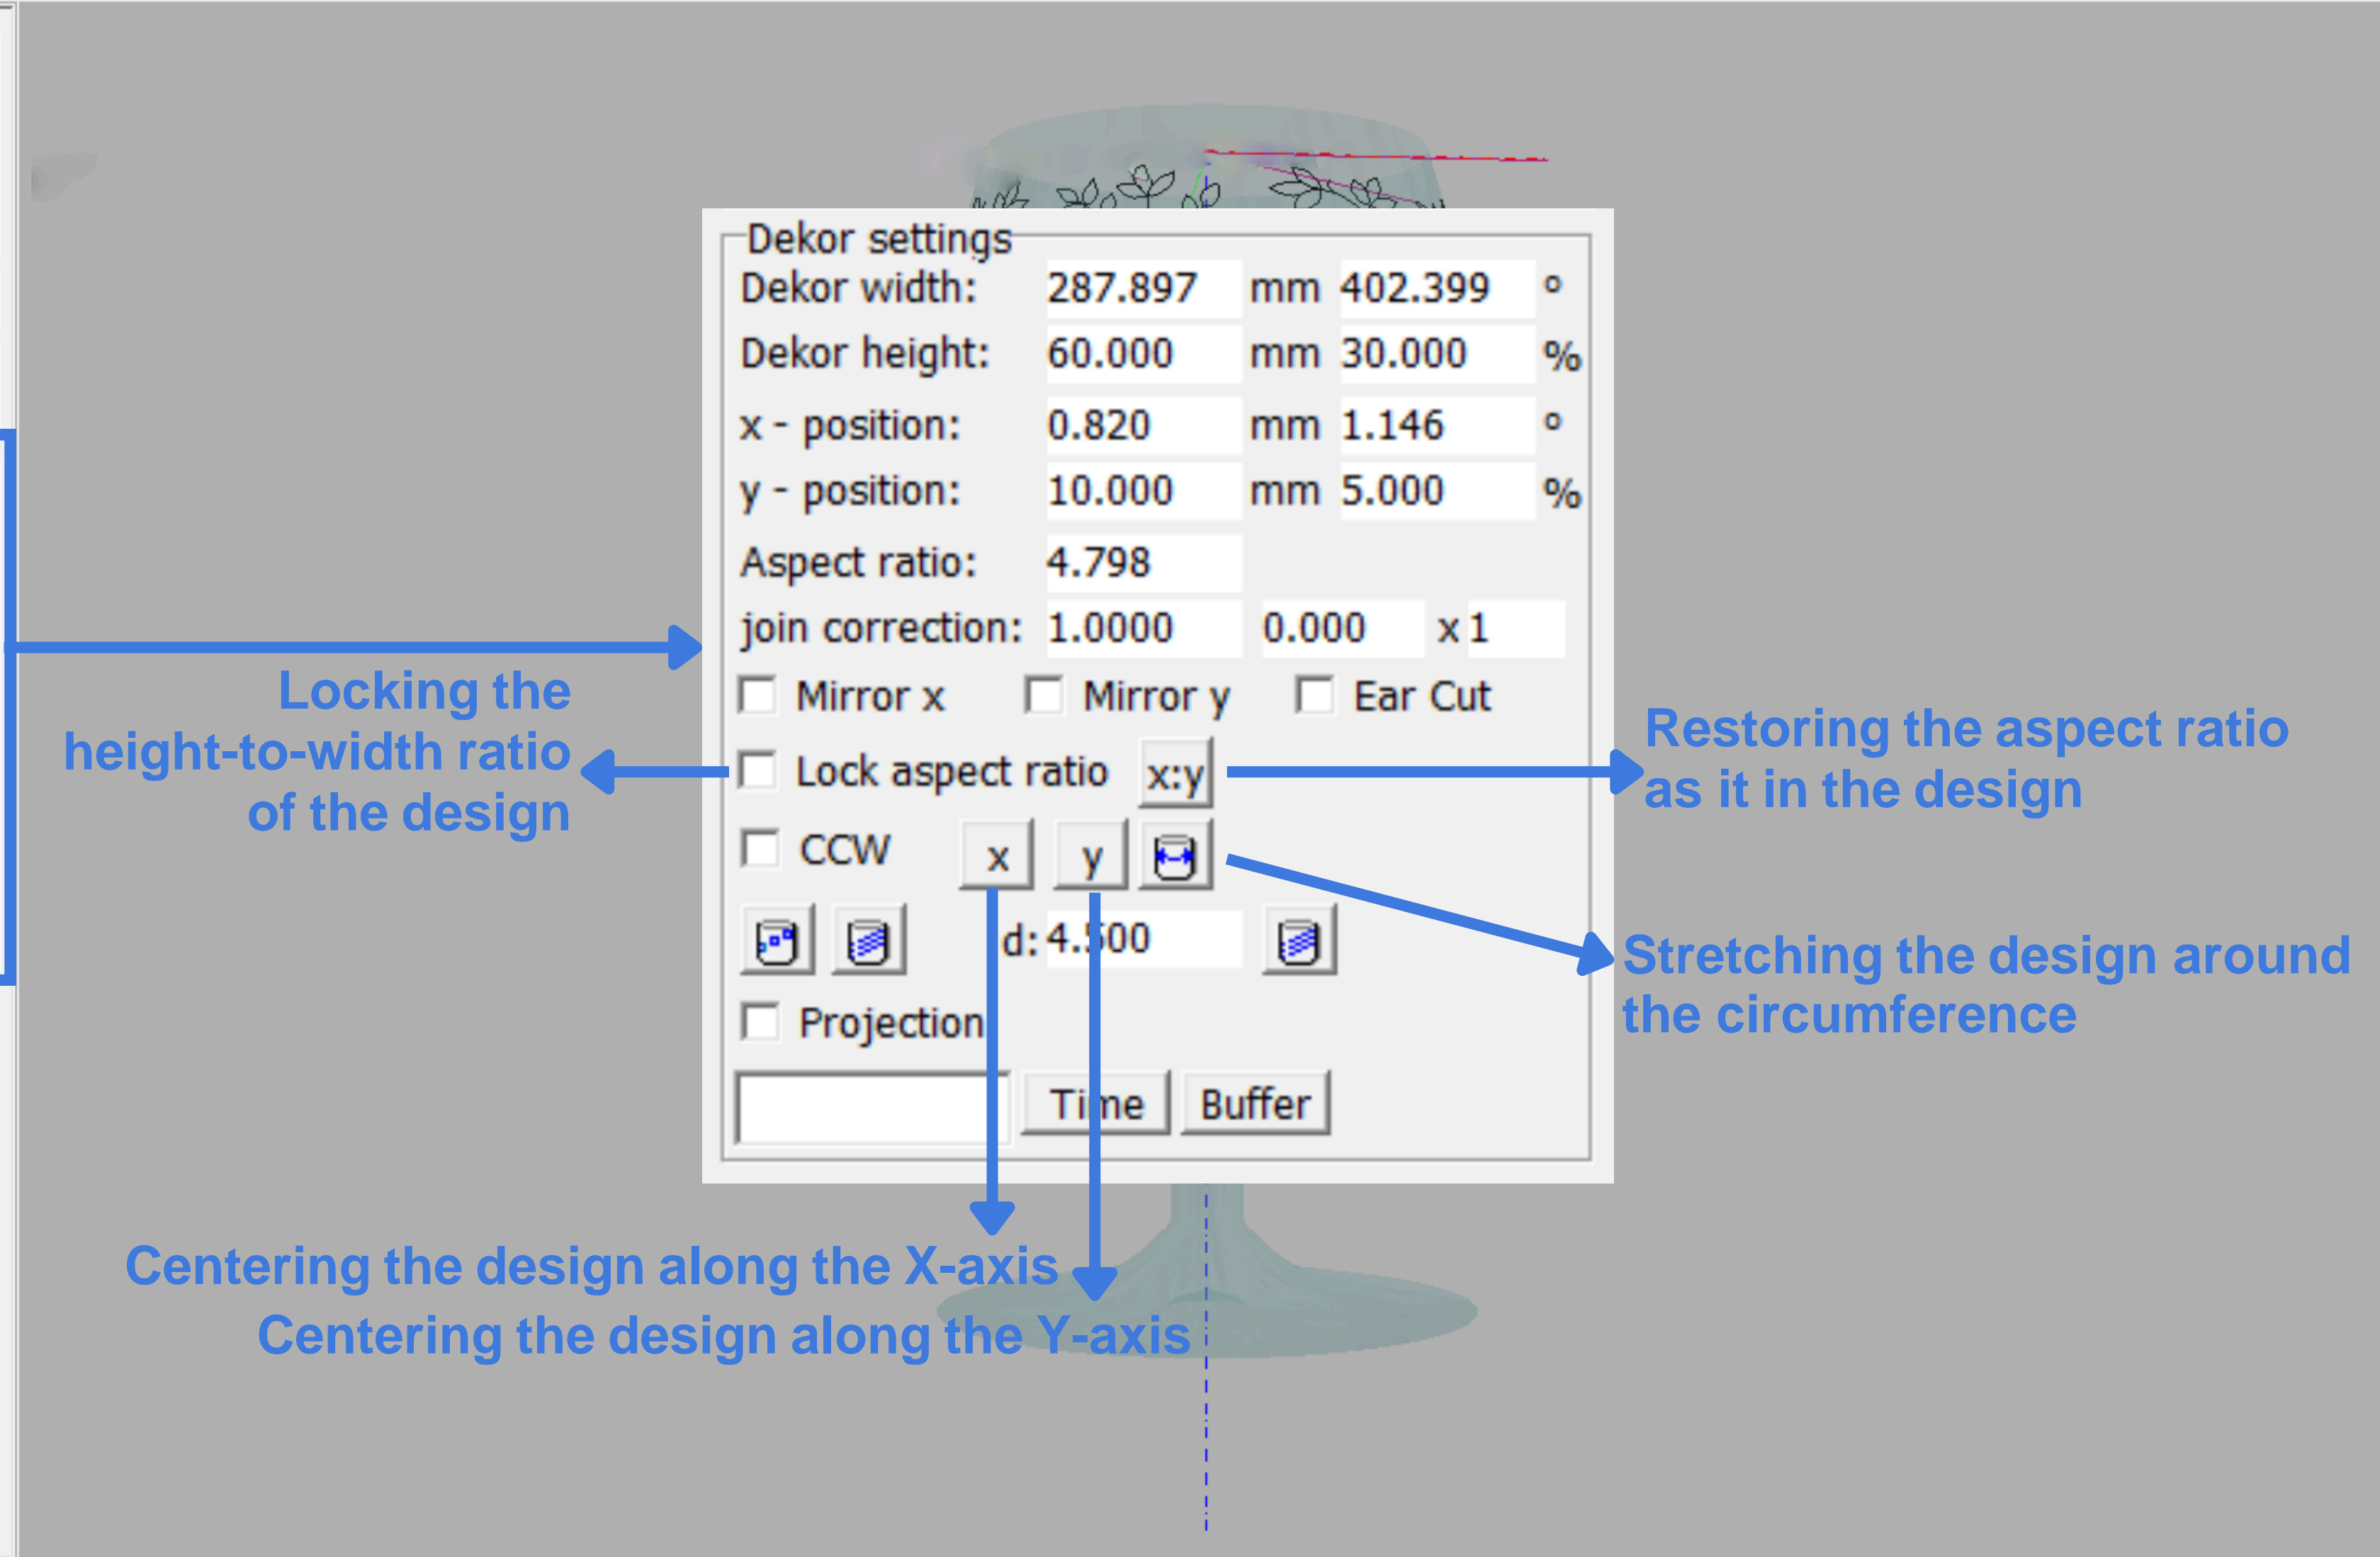 Dekor settings
Dekor width: 287.897 mm 402.399 °
Dekor height: 60.000 mm 30.000 %
x - position: 0.820 mm 1.146 °
y - position: 10.000 mm 5.000 %
Aspect ratio: 4.798
join correction: 1.0000 0.000 x 1
Mirror x Mirror y Ear Cut
Lock aspect ratio x:y
CCW x y
d: 4.500
Projection
Time Buffer
Locking the
height-to-width ratio
of the design
Restoring the aspect ratio
as it in the design
Stretching the design around
the circumference
Centering the design along the X-axis
Centering the design along the Y-axis